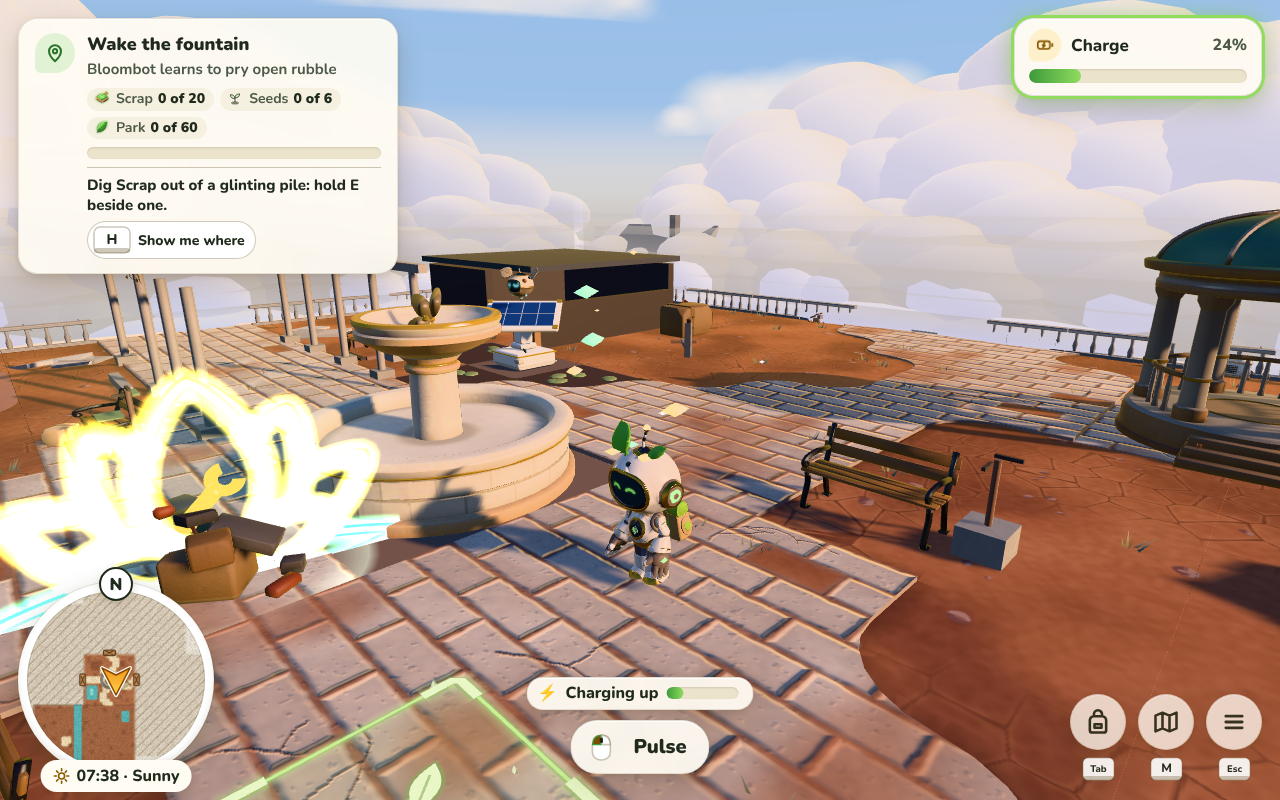 Wake the fountain
Bloombot learns to pry open rubble
Scrap 0 of 20 Seeds 0 of 6
Park 0 of 60
Dig Scrap out of a glinting pile: hold E
beside one.
H Show me where
Charge 24%
N
07:38 · Sunny
Charging up
Pulse
Tab M Esc